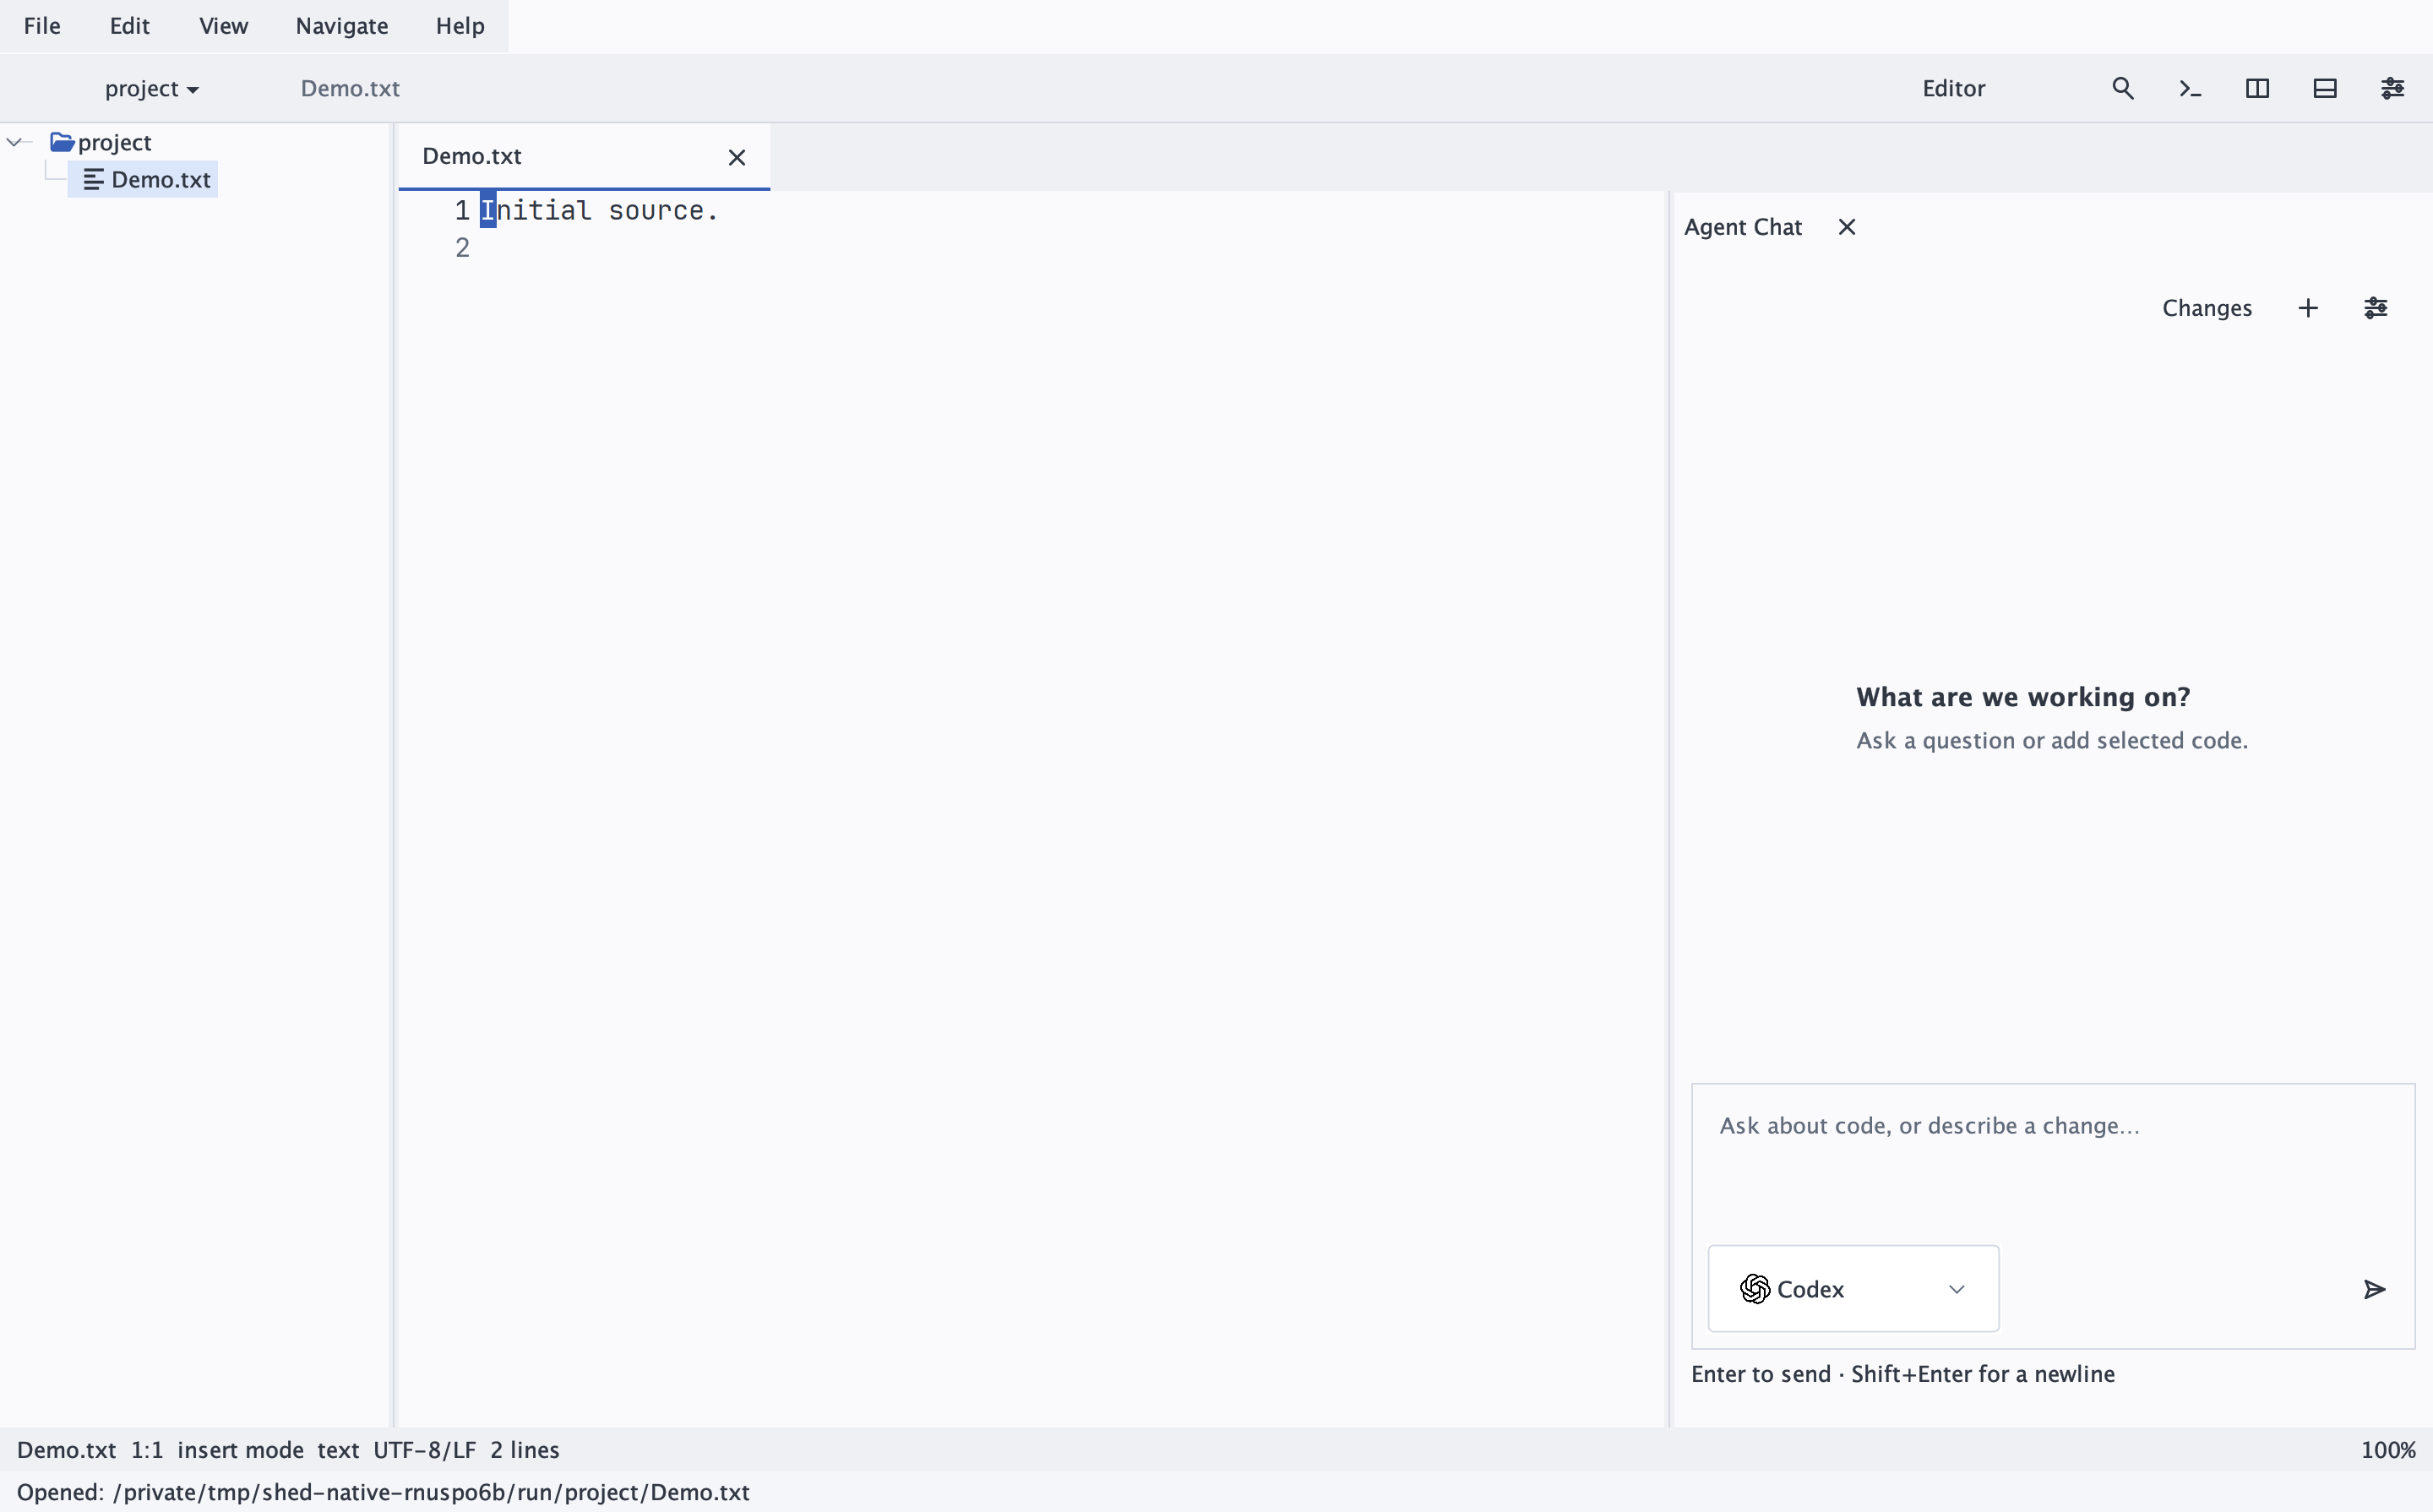 File Edit View Navigate Help
project Demo.txt Editor
project
Demo.txt
Demo.txt
1 Initial source.
2
Agent Chat
Changes
What are we working on?
Ask a question or add selected code.
Ask about code, or describe a change...
Codex
Enter to send · Shift+Enter for a newline
Demo.txt 1:1 insert mode text UTF-8/LF 2 lines 100%
Opened: /private/tmp/shed-native-rnuspo6b/run/project/Demo.txt